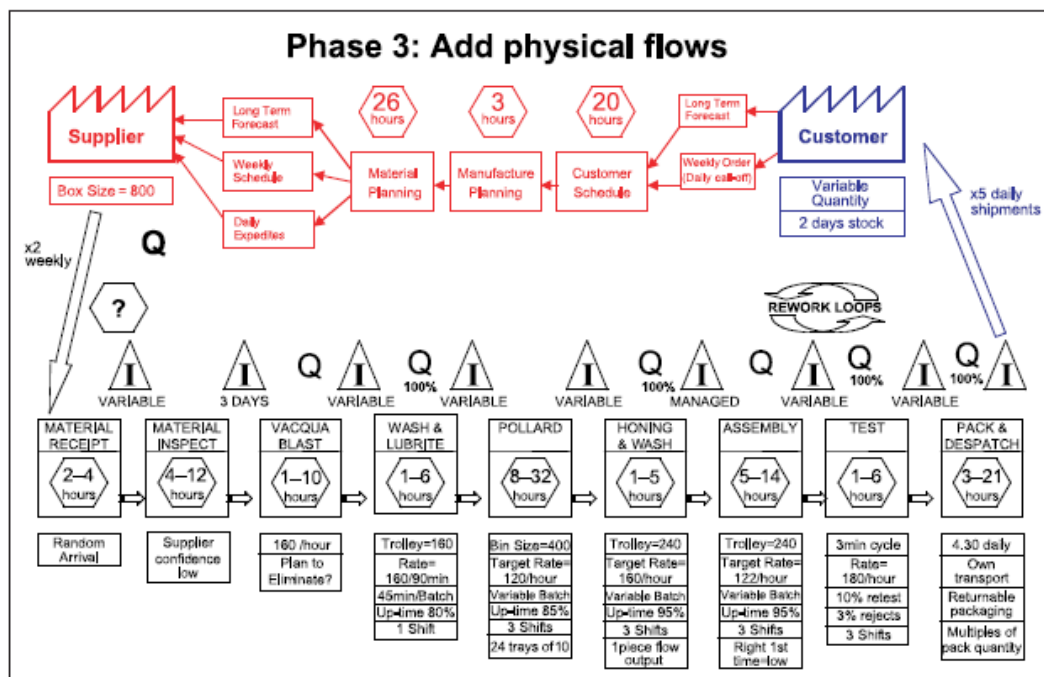 Phase 3: Add physical flows
Supplier
Box Size = 800
Long Term
Forecast
Weekly
Schedule
Daily
Expedites
26
hours
3
hours
20
hours
Material
Planning
Manufacture
Planning
Customer
Schedule
Long Term
Forecast
Weekly Order
(Daily call-off)
Customer
Variable
Quantity
2 days stock
x5 daily
shipments
x2
weekly
Q
?
REWORK LOOPS
I
VARIABLE
I
3 DAYS
Q
I
VARIABLE
Q
100%
I
VARIABLE
I
VARIABLE
Q
100%
I
MANAGED
Q
I
VARIABLE
Q
100%
I
VARIABLE
Q
100%
I
MATERIAL
RECEIPT
2–4
hours
Random
Arrival
MATERIAL
INSPECT
4–12
hours
Supplier
confidence
low
VACQUA
BLAST
1–10
hours
160 /hour
Plan to
Eliminate?
WASH &
LUBRITE
1–6
hours
Trolley=160
Rate=
160/90min
45min/Batch
Up-time 80%
1 Shift
POLLARD
8–32
hours
Bin Size=400
Target Rate=
120/hour
Variable Batch
Up-time 85%
3 Shifts
24 trays of 10
HONING
& WASH
1–5
hours
Trolley=240
Target Rate=
160/hour
Variable Batch
Up-time 95%
3 Shifts
1piece flow
output
ASSEMBLY
5–14
hours
Trolley=240
Target Rate=
122/hour
Variable Batch
Up-time 95%
3 Shifts
Right 1st
time=low
TEST
1–6
hours
3min cycle
Rate=
180/hour
10% retest
3% rejects
3 Shifts
PACK &
DESPATCH
3–21
hours
4.30 daily
Own
transport
Returnable
packaging
Multiples of
pack quantity